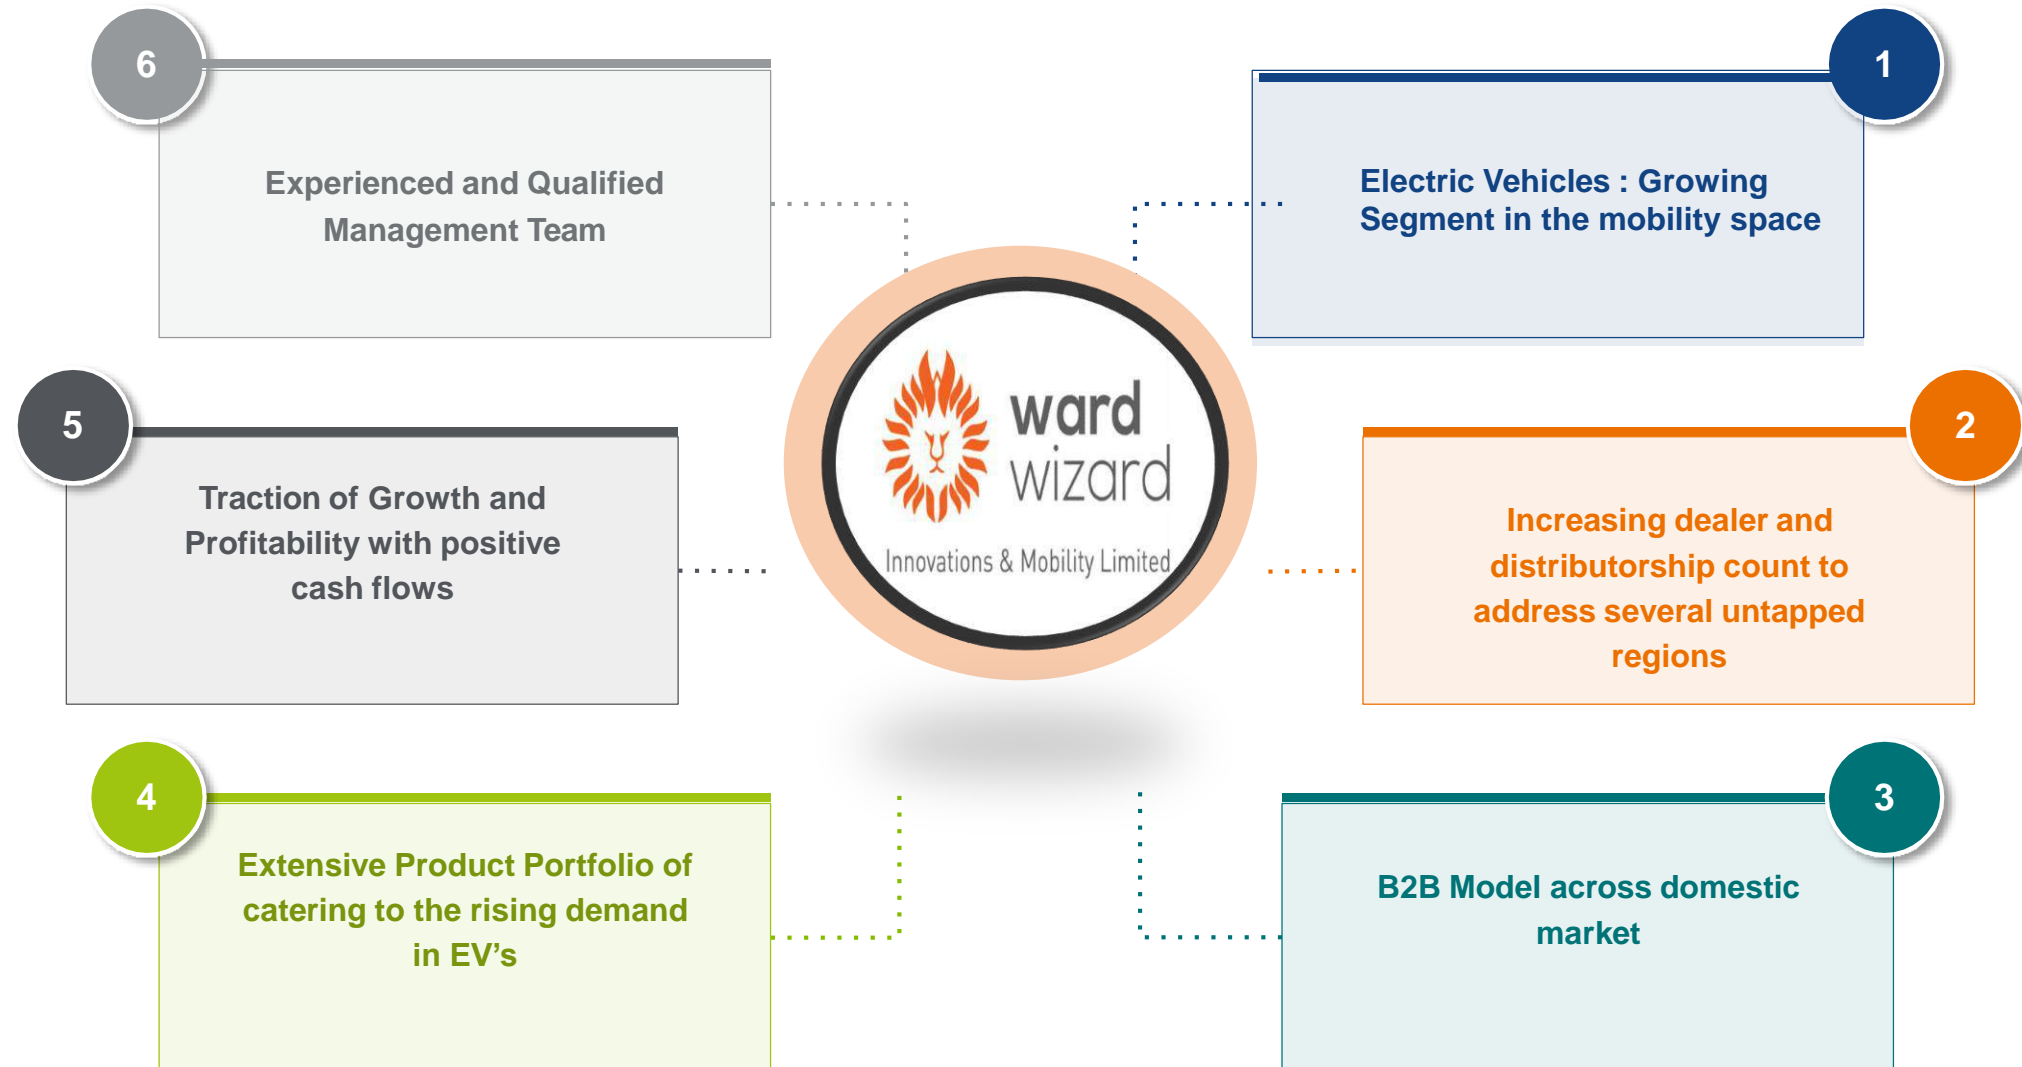 6
Experienced and Qualified
Management Team
1
Electric Vehicles : Growing
Segment in the mobility space
5
Traction of Growth and
Profitability with positive
cash flows
ward
wizard
Innovations & Mobility Limited
2
Increasing dealer and
distributorship count to
address several untapped
regions
4
Extensive Product Portfolio of
catering to the rising demand
in EV’s
3
B2B Model across domestic
market